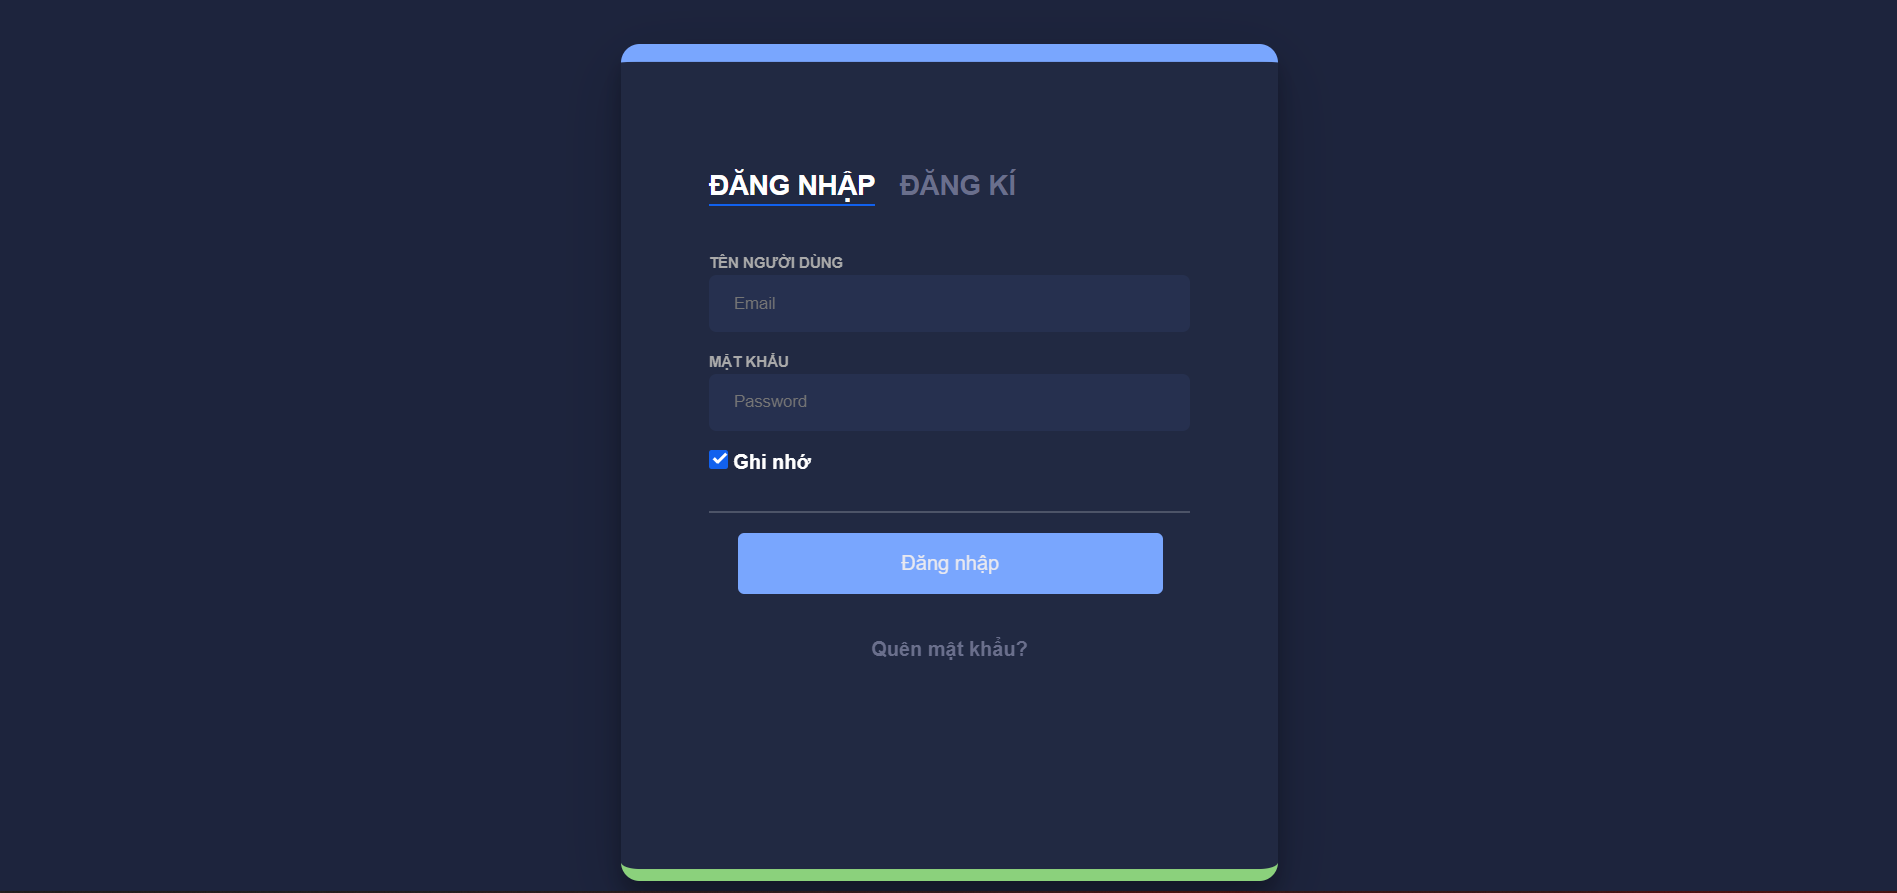 ĐĂNG NHẬP ĐĂNG KÍ
TÊN NGƯỜI DÙNG
Email
MẬT KHẨU
Password
Ghi nhớ
Đăng nhập
Quên mật khẩu?